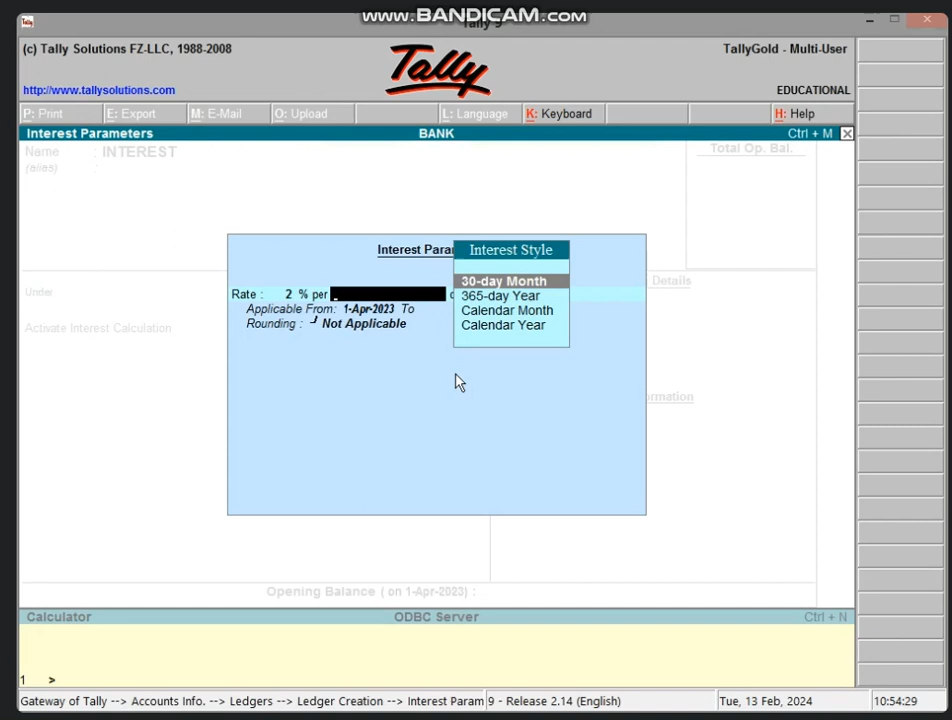 www.BANDICAM.com
Tally 9
(c) Tally Solutions FZ-LLC, 1988-2008
Tally
TallyGold - Multi-User
http://www.tallysolutions.com
EDUCATIONAL
P: Print E: Export M: E-Mail O: Upload L: Language K: Keyboard H: Help
Interest Parameters BANK Ctrl + M
Name : INTEREST Total Op. Bal.
(alias) :
Interest Para
Interest Style
Details
30-day Month
Rate : 2 % per
365-day Year
Under
Applicable From: 1-Apr-2023 To
Calendar Month
Rounding : Not Applicable
Calendar Year
Activate Interest Calculation
rmation
Opening Balance ( on 1-Apr-2023) :
Calculator ODBC Server Ctrl + N
1 >
Gateway of Tally --> Accounts Info. --> Ledgers --> Ledger Creation --> Interest Param 9 - Release 2.14 (English) Tue, 13 Feb, 2024 10:54:29